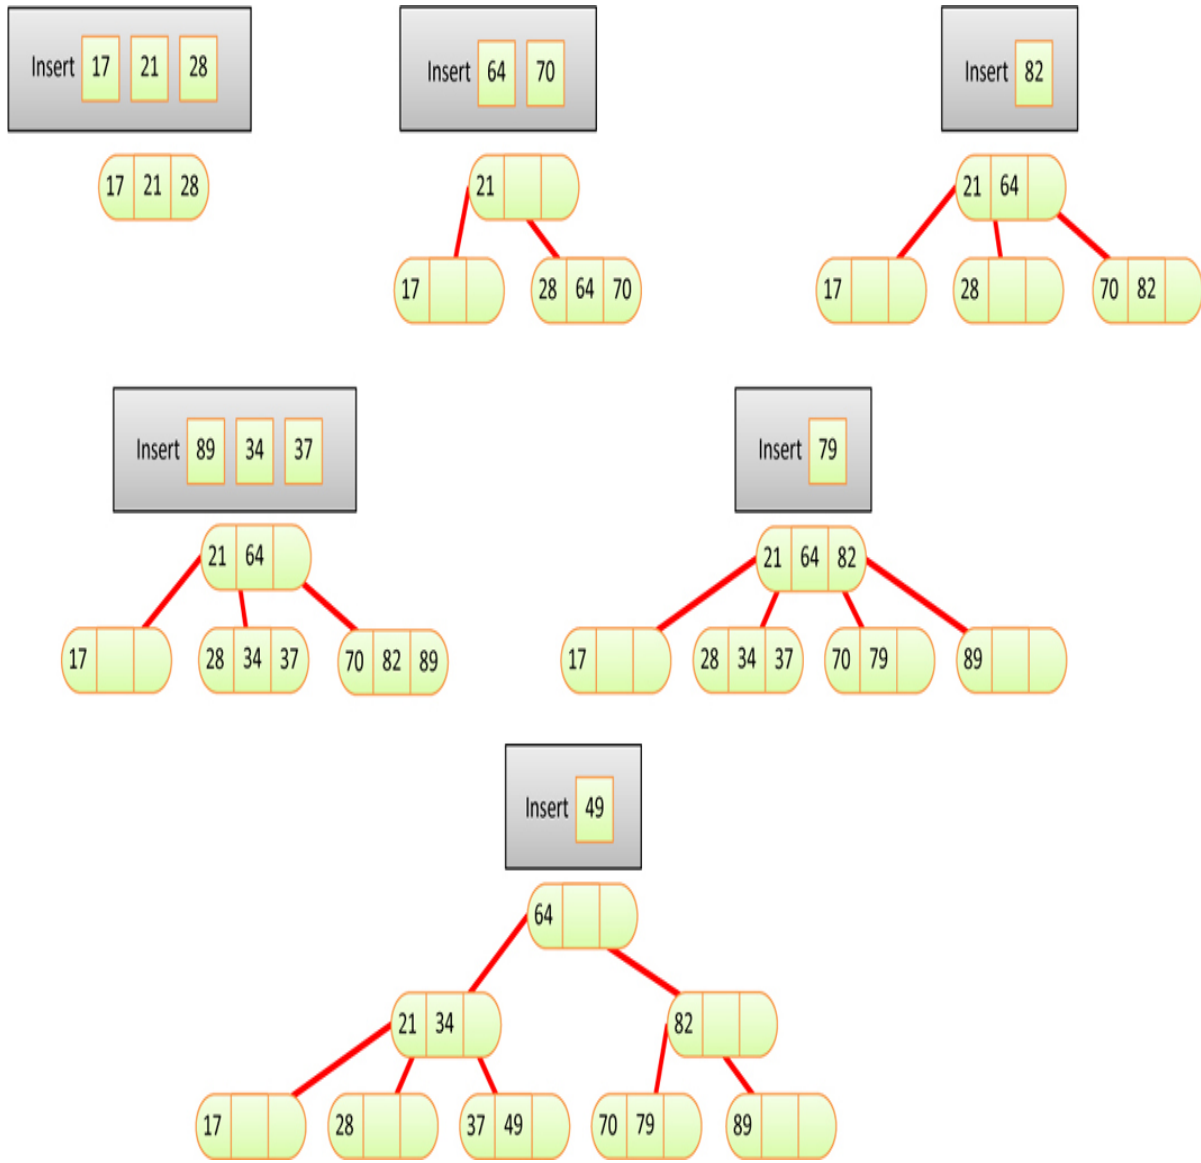 Insert 17 21 28
Insert 64 70
Insert 82
17 21 28
21
21 64
17
28 64 70
17
28
70 82
Insert 89 34 37
Insert 79
21 64
21 64 82
17
28 34 37
70 82 89
17
28 34 37
70 79
89
Insert 49
64
21 34
82
17
28
37 49
70 79
89